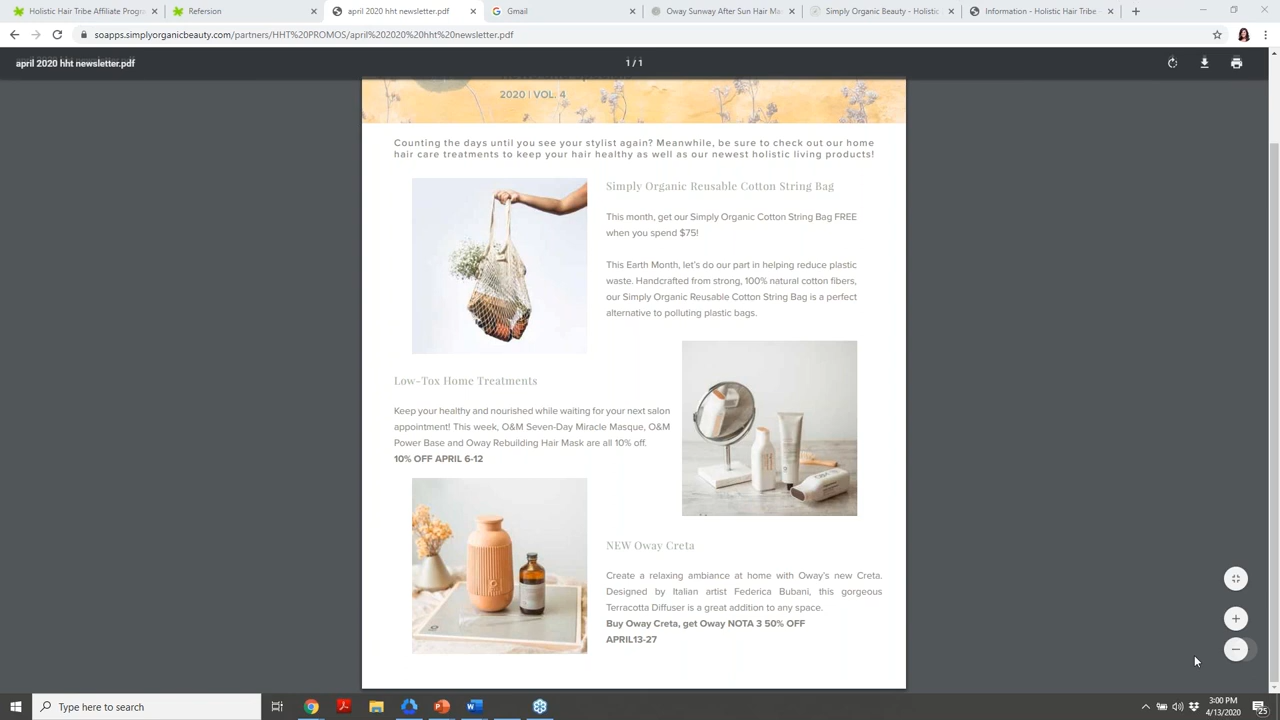 Holistic Hair Tribe Affiliate Progr
Refersion
april 2020 hht newsletter.pdf
Gmail
Oway Sunway After Sun Hair Ma
Simply Organic Beauty - Holistic
Information - Holistic Hair Tribe
soapps.simplyorganicbeauty.com/partners/HHT%20PROMOS/april%202020%20hht%20newsletter.pdf
april 2020 hht newsletter.pdf
1 / 1
2020 | VOL. 4
Counting the days until you see your stylist again? Meanwhile, be sure to check out our home
hair care treatments to keep your hair healthy as well as our newest holistic living products!
Simply Organic Reusable Cotton String Bag
This month, get our Simply Organic Cotton String Bag FREE
when you spend $75!
This Earth Month, let's do our part in helping reduce plastic
waste. Handcrafted from strong, 100% natural cotton fibers,
our Simply Organic Reusable Cotton String Bag is a perfect
alternative to polluting plastic bags.
Low-Tox Home Treatments
Keep your healthy and nourished while waiting for your next salon
appointment! This week, O&M Seven-Day Miracle Masque, O&M
Power Base and Oway Rebuilding Hair Mask are all 10% off.
10% OFF APRIL 6-12
NEW Oway Creta
Create a relaxing ambiance at home with Oway's new Creta.
Designed by Italian artist Federica Bubani, this gorgeous
Terracotta Diffuser is a great addition to any space.
Buy Oway Creta, get Oway NOTA 3 50% OFF
APRIL13-27
Type here to search
3:00 PM
4/13/2020
25